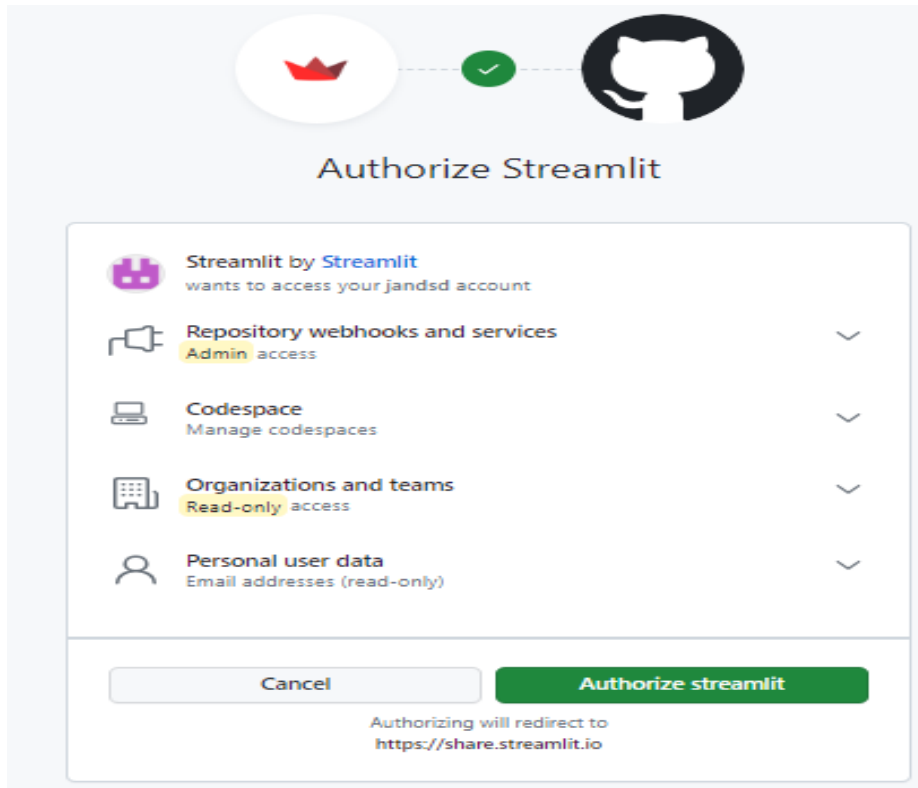 Authorize Streamlit
Streamlit by Streamlit
wants to access your jandsd account
Repository webhooks and services
Admin access
Codespace
Manage codespaces
Organizations and teams
Read-only access
Personal user data
Email addresses (read-only)
Cancel
Authorize streamlit
Authorizing will redirect to
https://share.streamlit.io